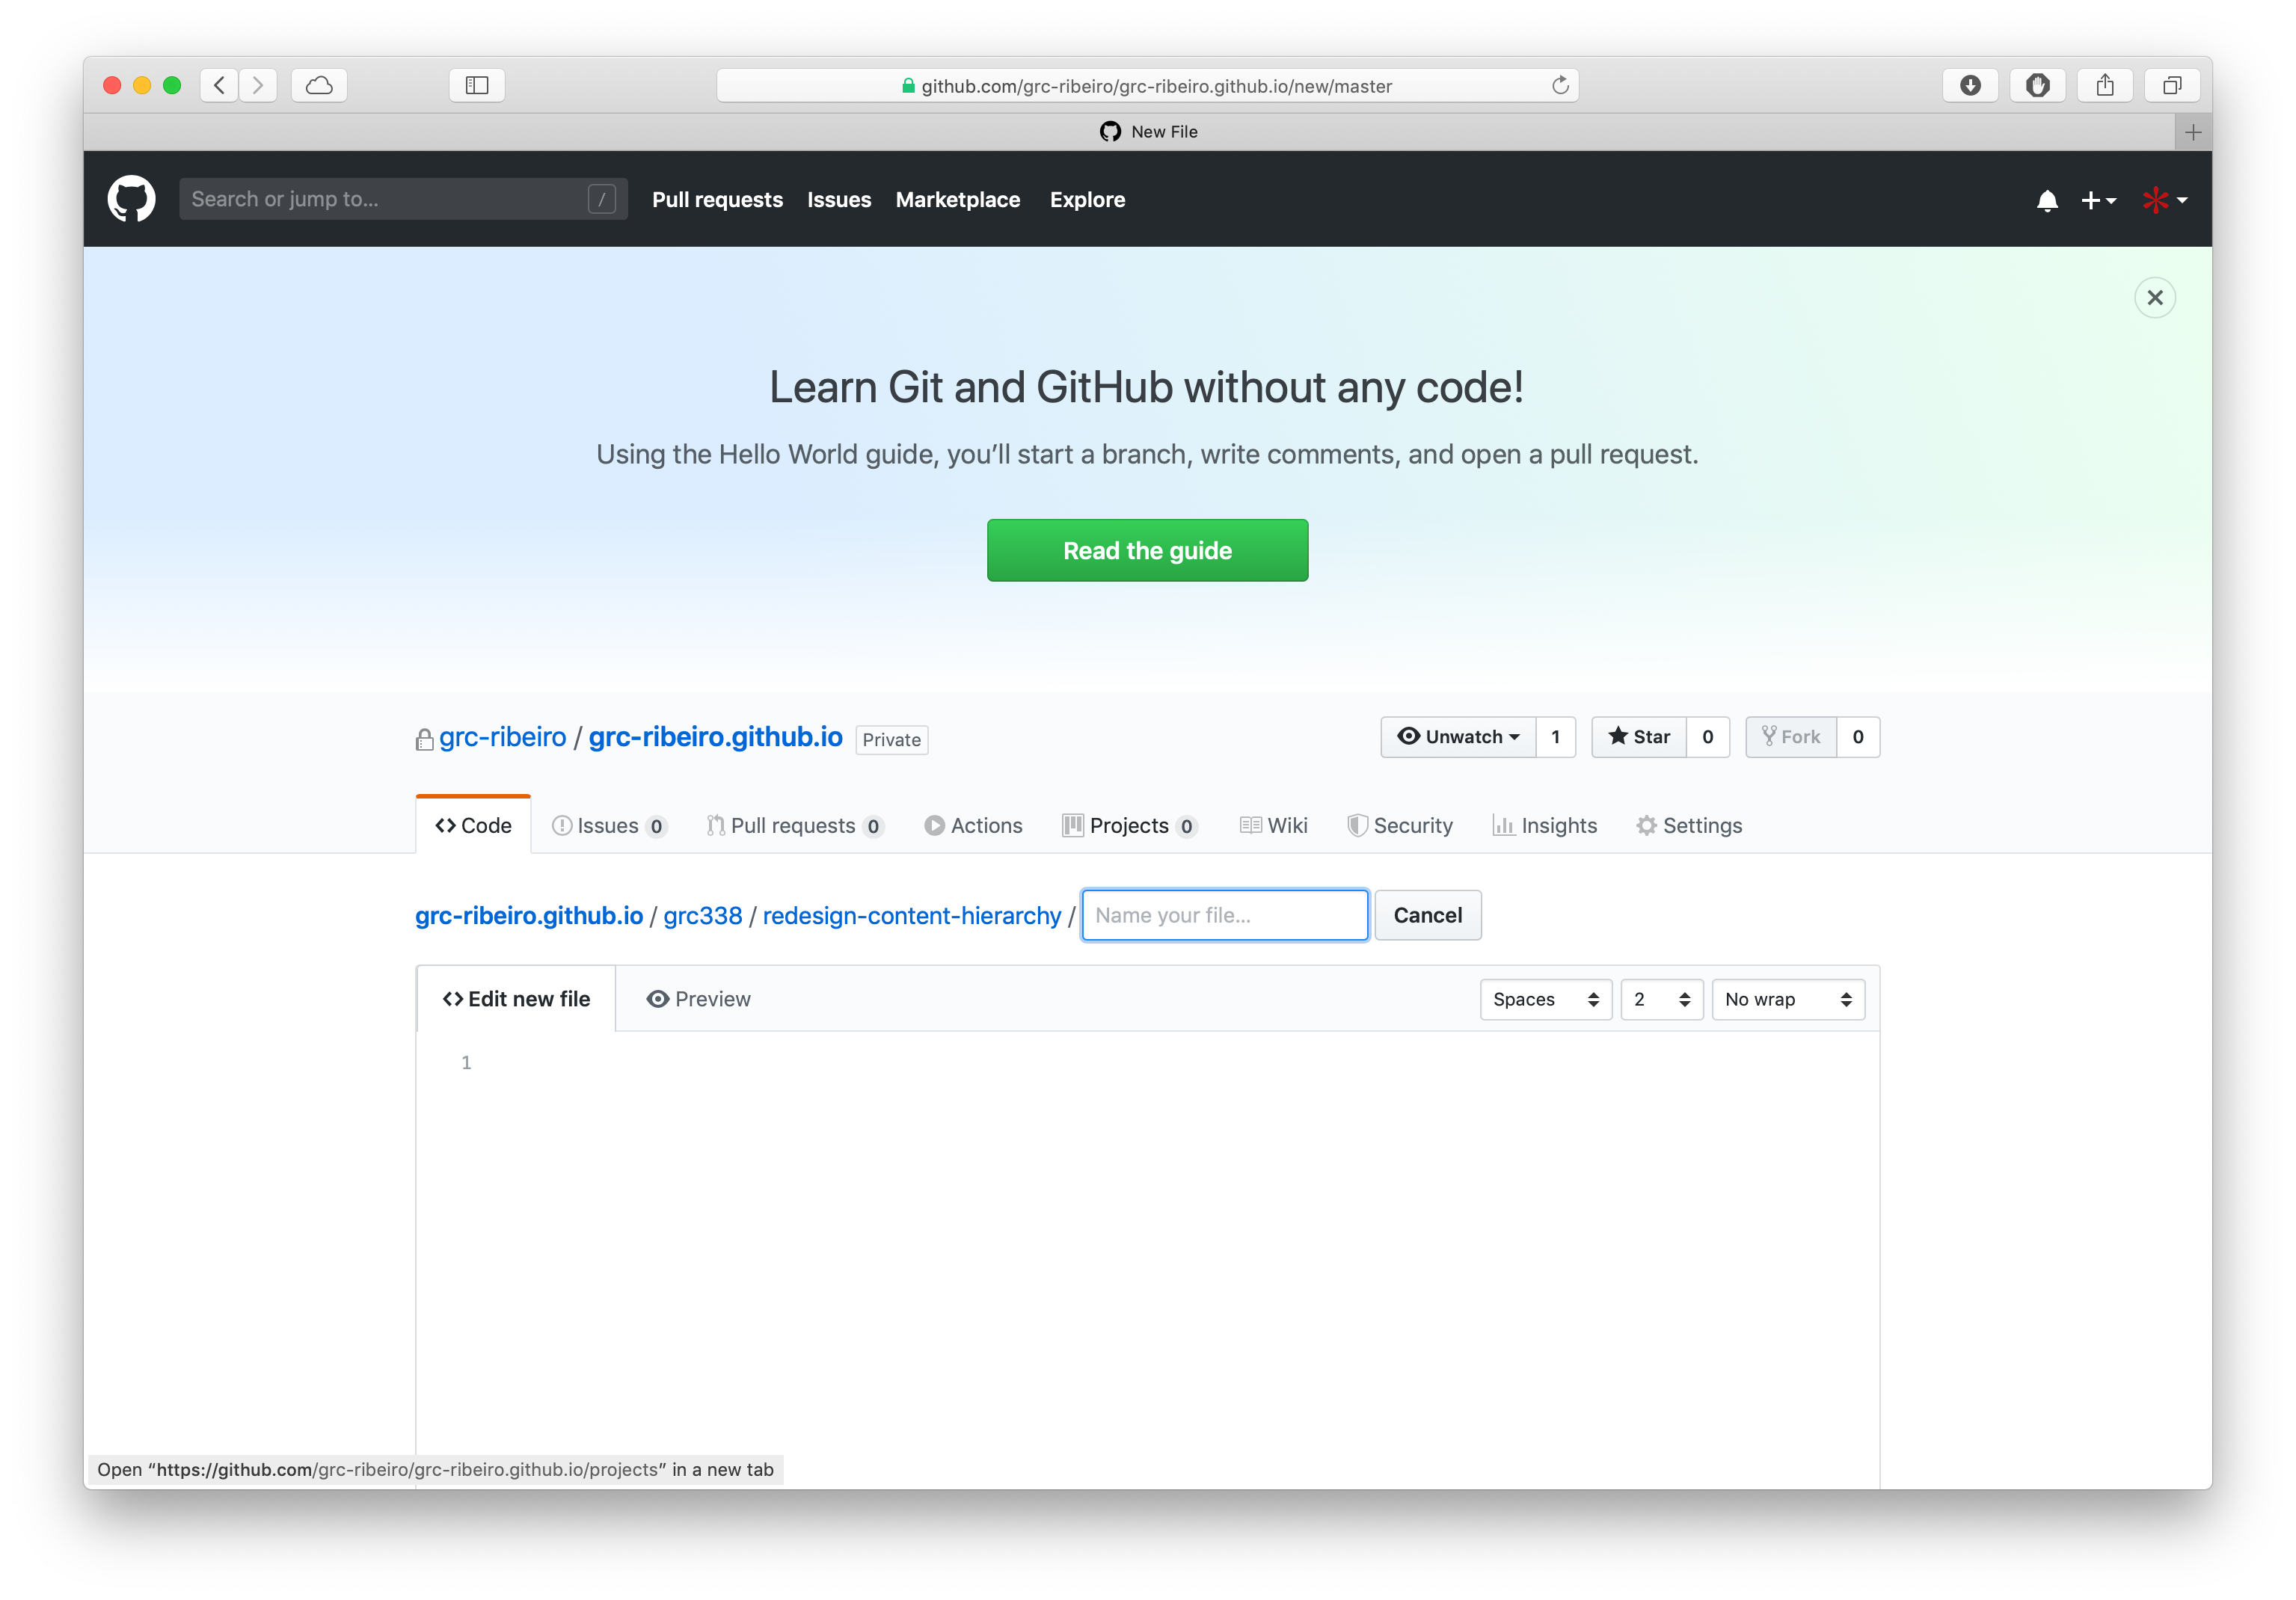 github.com/grc-ribeiro/grc-ribeiro.github.io/new/master
New File
Search or jump to... /
Pull requests Issues Marketplace Explore
Learn Git and GitHub without any code!
Using the Hello World guide, you’ll start a branch, write comments, and open a pull request.
Read the guide
grc-ribeiro / grc-ribeiro.github.io Private
Unwatch 1 Star 0 Fork 0
Code Issues 0 Pull requests 0 Actions Projects 0 Wiki Security Insights Settings
grc-ribeiro.github.io / grc338 / redesign-content-hierarchy / Name your file... Cancel
Edit new file Preview Spaces 2 No wrap
1
Open “https://github.com/grc-ribeiro/grc-ribeiro.github.io/projects” in a new tab